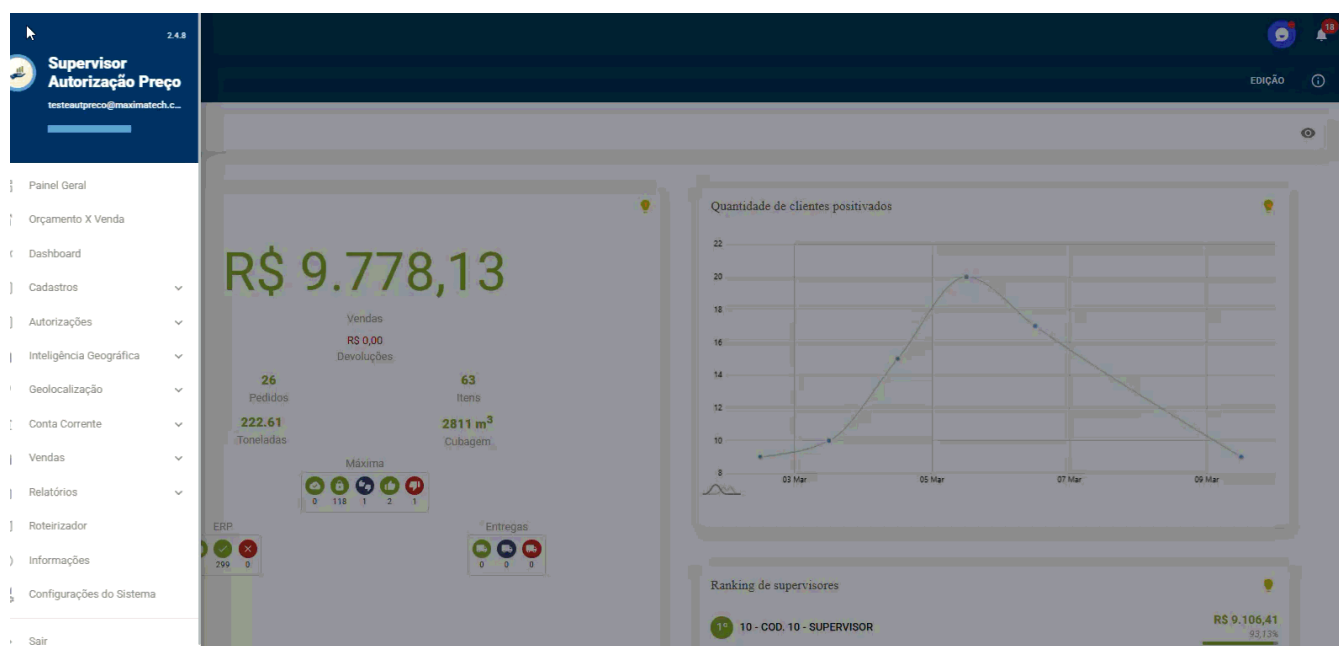 2.4.8
Supervisor
Autorização Preço
testeautpreco@maximatech.c...
Painel Geral
Orçamento X Venda
Dashboard
Cadastros
Autorizações
Inteligência Geográfica
Geolocalização
Conta Corrente
Vendas
Relatórios
Roteirizador
Informações
Configurações do Sistema
Sair
18
EDIÇÃO
R$ 9.778,13
Vendas
R$ 0,00
Devoluções
26 63
Pedidos Itens
222.61 2811 m³
Toneladas Cubagem
Máxima
0 118 1 2 1
ERP Entregas
299 0 0 0 0
Quantidade de clientes positivados
22
20
18
16
14
12
10
8
03 Mar 05 Mar 07 Mar 09 Mar
Ranking de supervisores
1º 10 - COD. 10 - SUPERVISOR R$ 9.106,41
93,13%